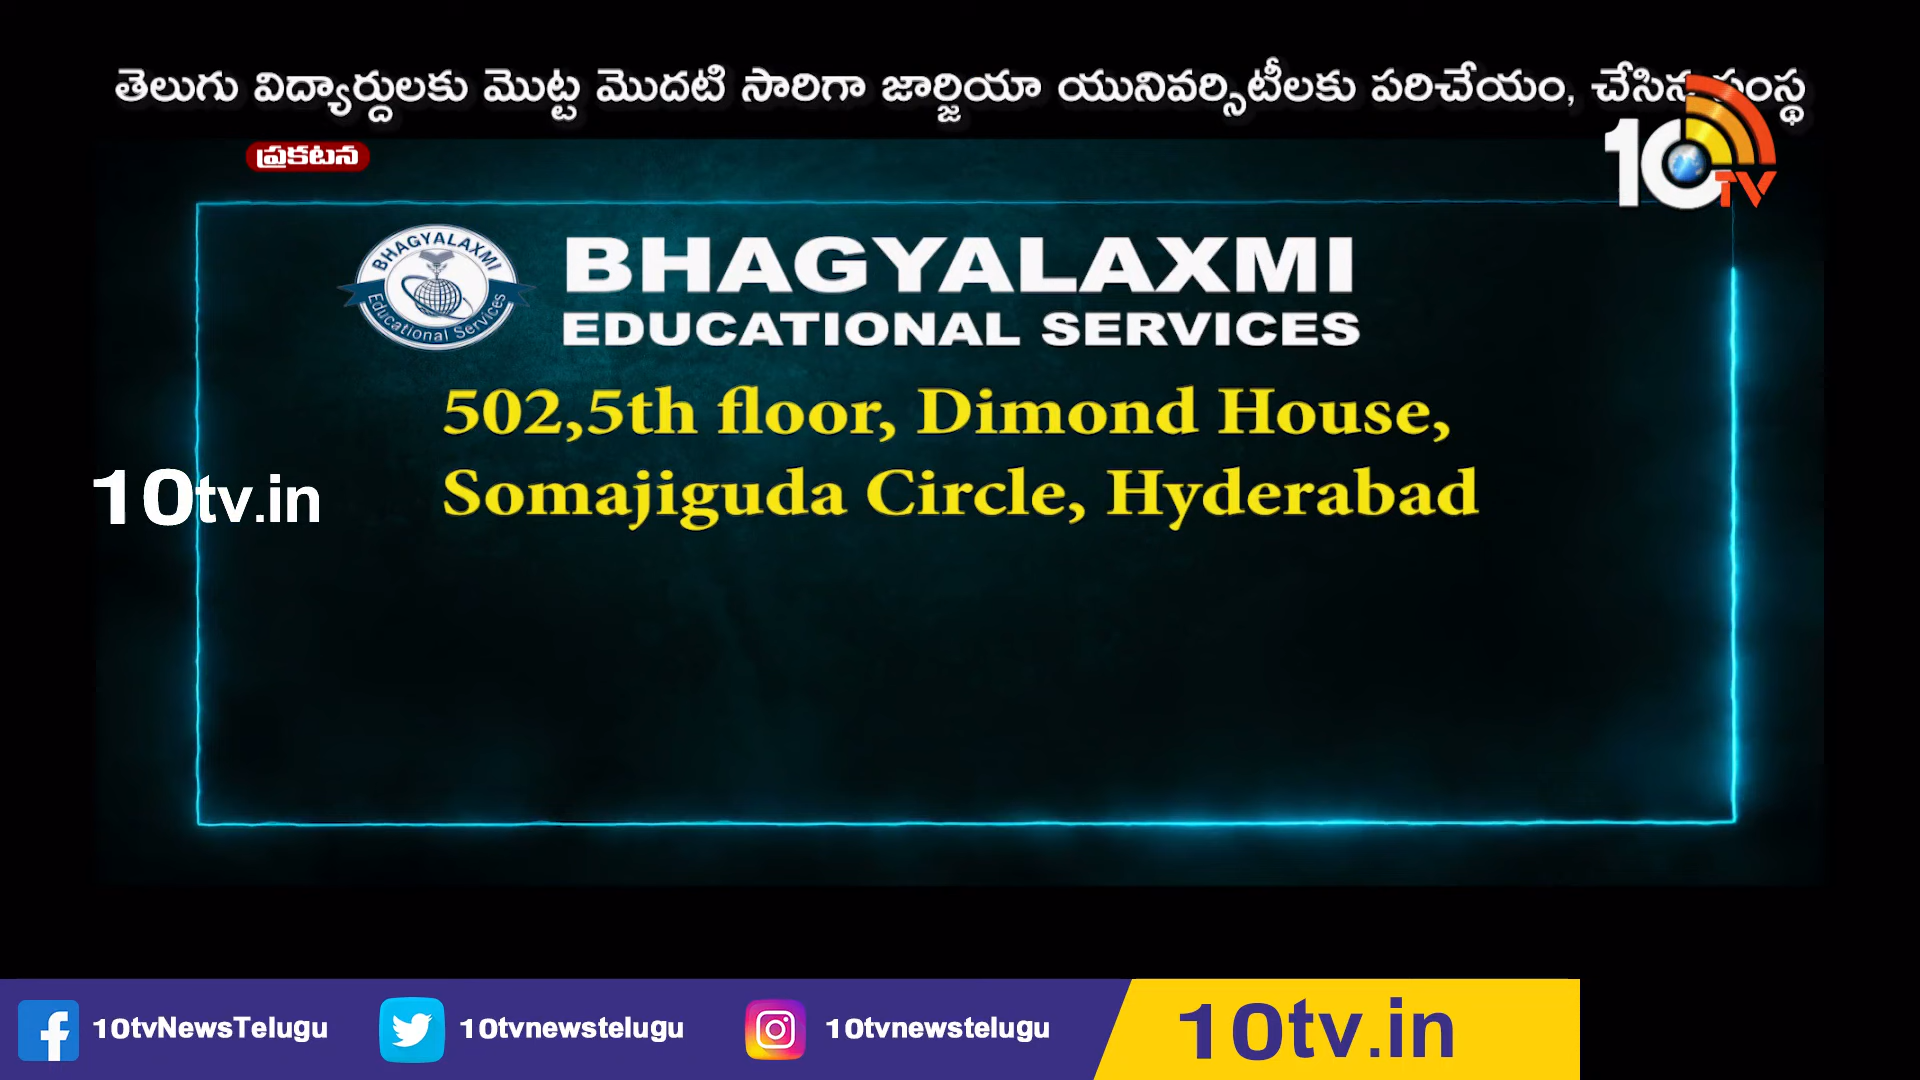 తెలుగు విద్యార్దులకు మొట్ట మొదటి సారిగా జార్జియా యునివర్సిటీలకు పరిచేయం, చేసిన సంస్థ
ప్రకటన
10TV
BHAGYALAXMI
Educational Services
BHAGYALAXMI
EDUCATIONAL SERVICES
502,5th floor, Dimond House,
Somajiguda Circle, Hyderabad
10tv.in
10tvNewsTelugu
10tvnewstelugu
10tvnewstelugu
10tv.in